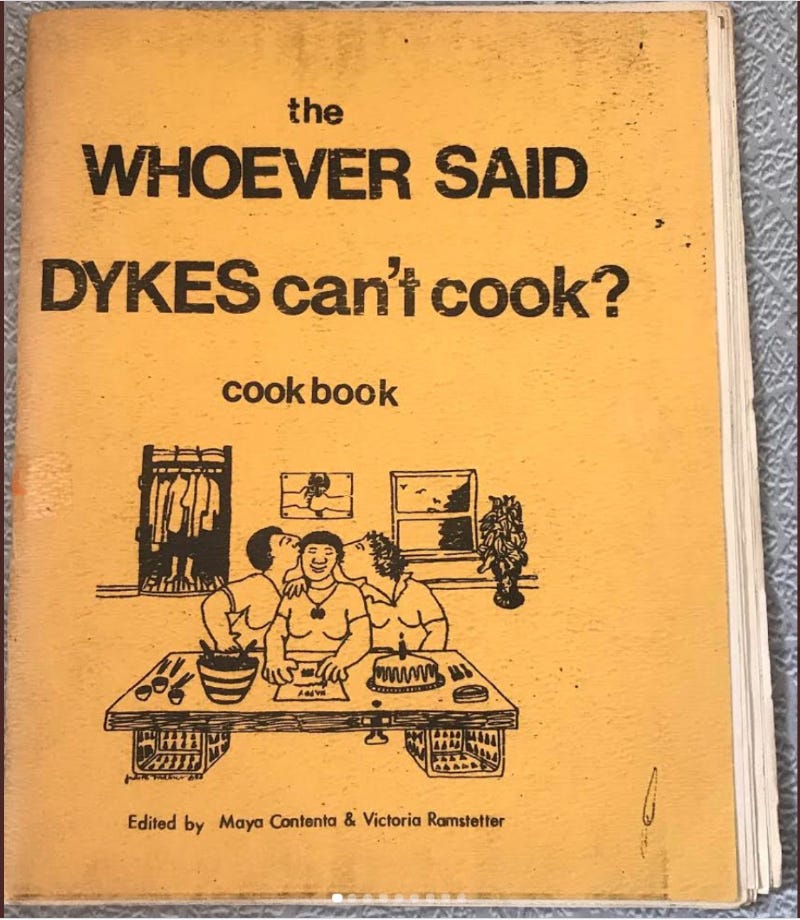 the
WHOEVER SAID
DYKES can't cook?
cookbook
Edited by Maya Contenta & Victoria Ramstetter